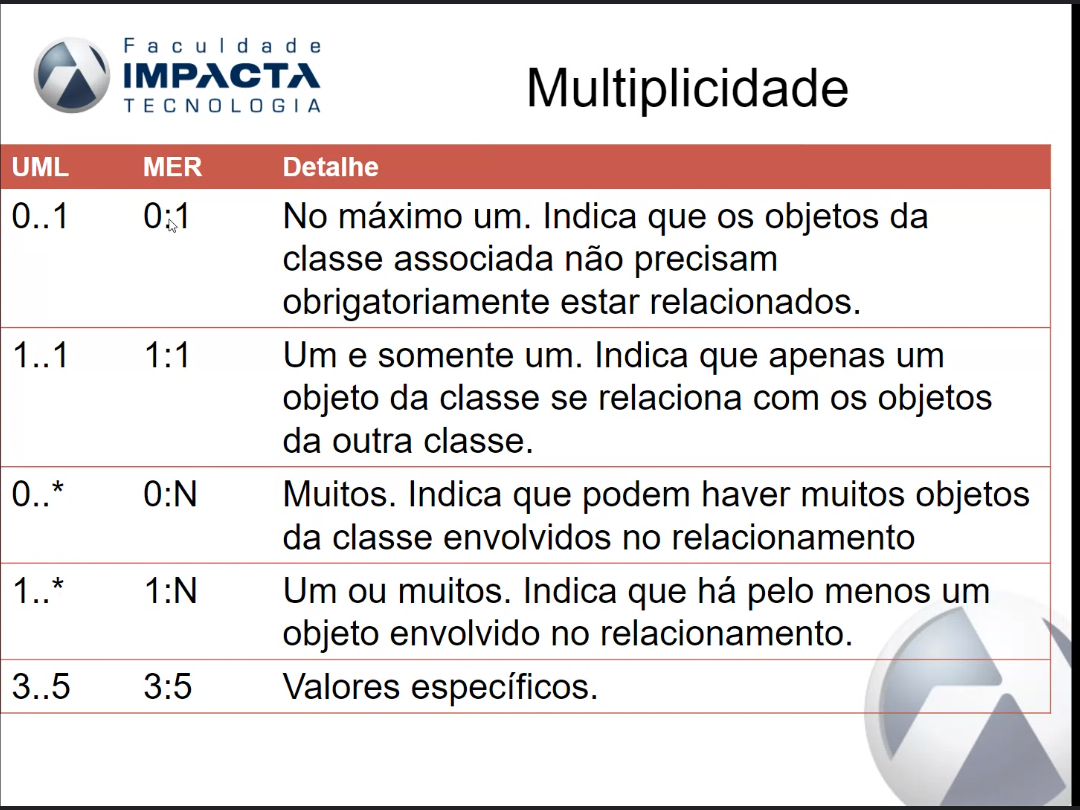 Faculdade
IMPACTA
TECNOLOGIA
Multiplicidade
UML MER Detalhe
0..1 0:1 No máximo um. Indica que os objetos da
classe associada não precisam
obrigatoriamente estar relacionados.
1..1 1:1 Um e somente um. Indica que apenas um
objeto da classe se relaciona com os objetos
da outra classe.
0..* 0:N Muitos. Indica que podem haver muitos objetos
da classe envolvidos no relacionamento
1..* 1:N Um ou muitos. Indica que há pelo menos um
objeto envolvido no relacionamento.
3..5 3:5 Valores específicos.